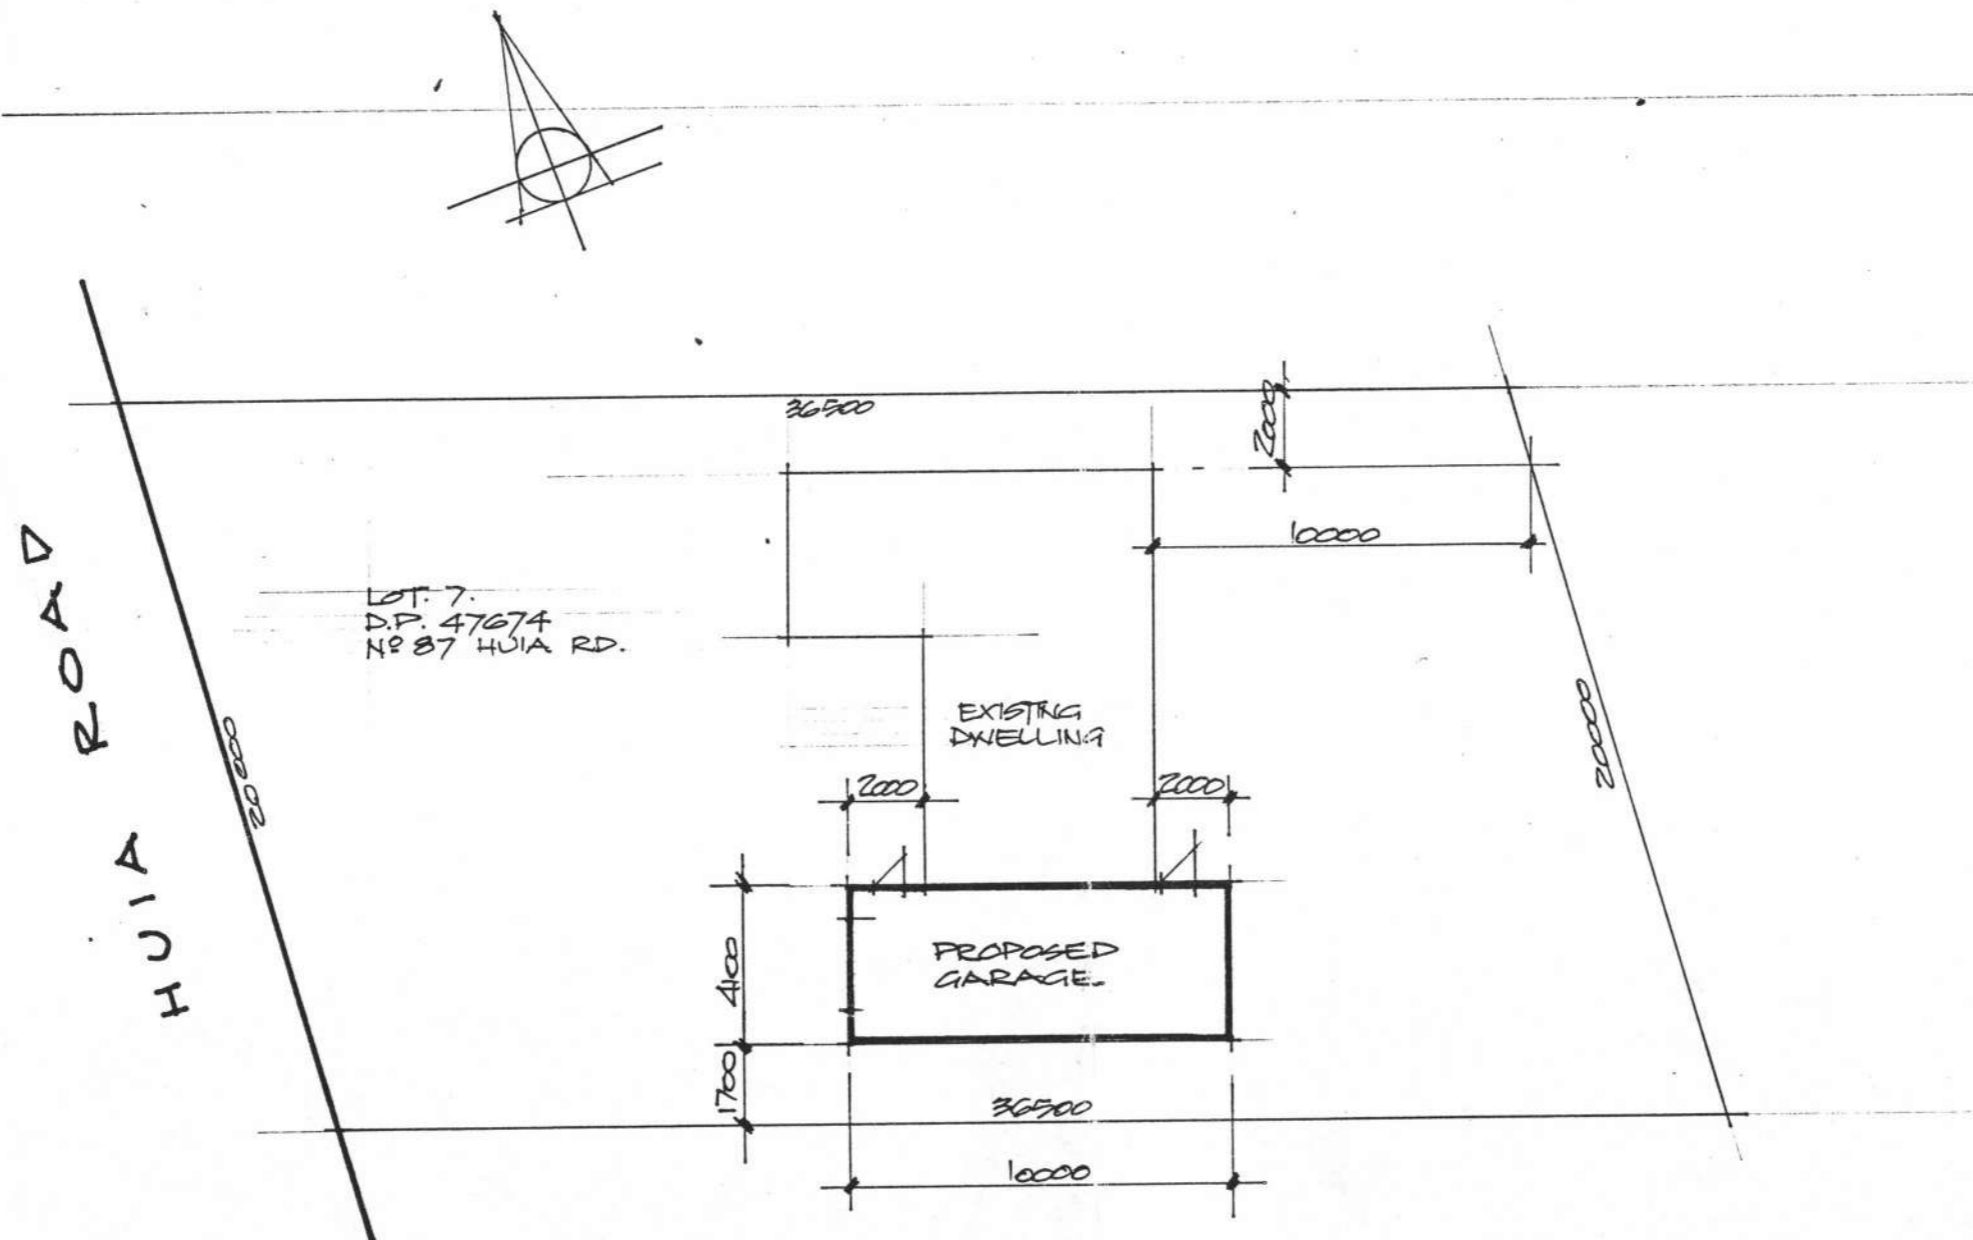 36500
2000
10000
HUIA ROAD
LOT. 7.
D.P. 47674
Nº 87 HUIA RD.
20000
EXISTING
DWELLING
20000
2000
2000
PROPOSED
GARAGE.
4100
1700
36500
10000